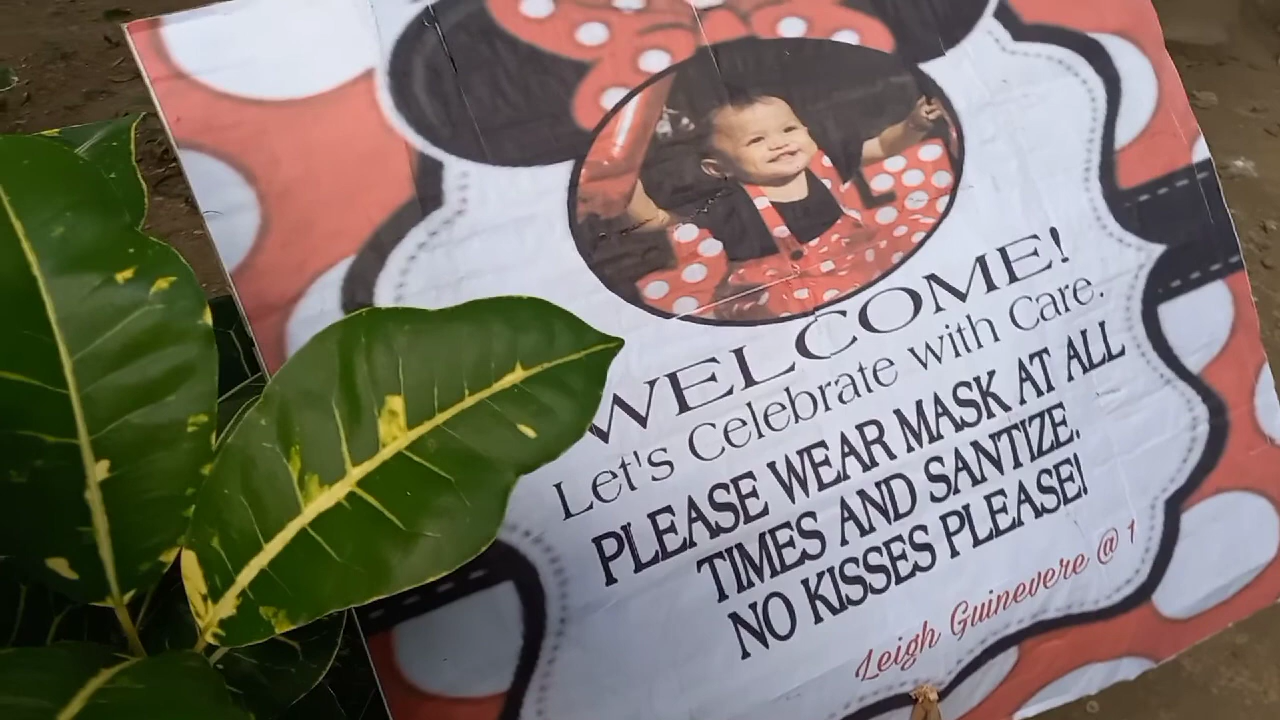 WELCOME!
Let's Celebrate with Care.
PLEASE WEAR MASK AT ALL
TIMES AND SANTIZE.
NO KISSES PLEASE!
Leigh Guinevere @ 1